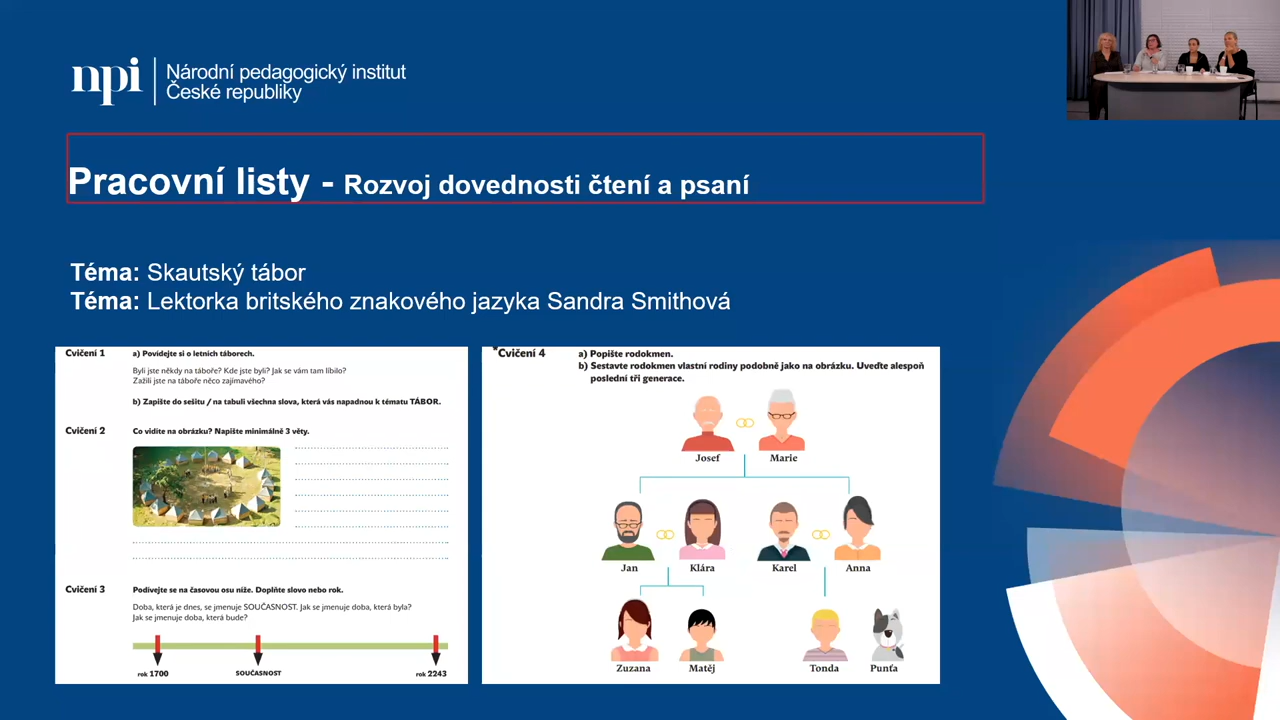 npi
Národní pedagogický institut
České republiky
Pracovní listy - Rozvoj dovednosti čtení a psaní
Téma: Skautský tábor
Téma: Lektorka britského znakového jazyka Sandra Smithová
Cvičení 1
a) Povídejte si o letních táborech.
Byli jste někdy na táboře? Kde jste byli? Jak se vám tam líbilo?
Zažili jste na táboře něco zajímavého?
b) Zapište do sešitu / na tabuli všechna slova, která vás napadnou k tématu TÁBOR.
Cvičení 2
Co vidíte na obrázku? Napište minimálně 3 věty.
Cvičení 3
Podívejte se na časovou osu níže. Doplňte slovo nebo rok.
Doba, která je dnes, se jmenuje SOUČASNOST. Jak se jmenuje doba, která byla?
Jak se jmenuje doba, která bude?
rok 1700
SOUČASNOST
rok 2243
*Cvičení 4
a) Popište rodokmen.
b) Sestavte rodokmen vlastní rodiny podobně jako na obrázku. Uveďte alespoň
poslední tři generace.
Josef
Marie
Jan
Klára
Karel
Anna
Zuzana
Matěj
Tonda
Punťa